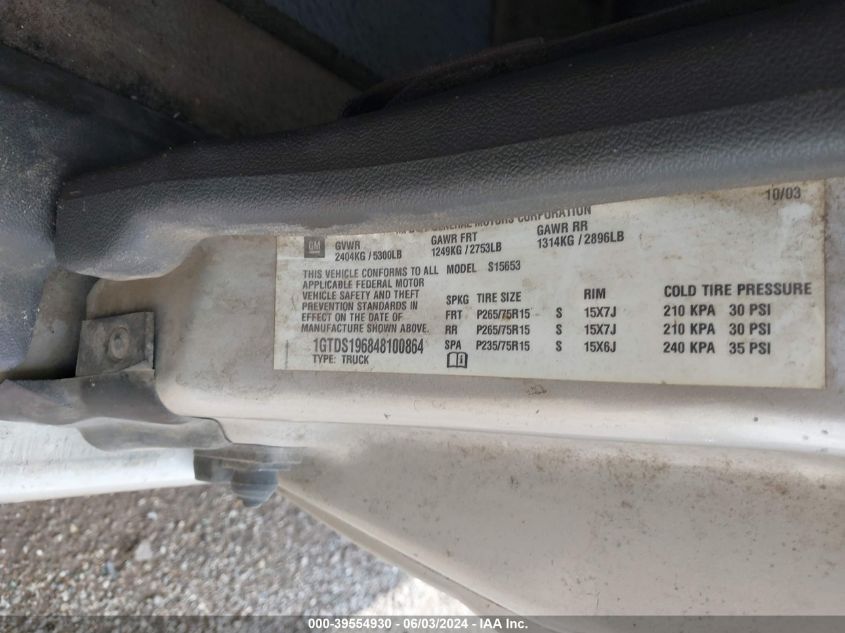 10/03
GENERAL MOTORS CORPORATION
GM
GVWR
2404KG / 5300LB
GAWR FRT
1249KG / 2753LB
GAWR RR
1314KG / 2896LB
THIS VEHICLE CONFORMS TO ALL
APPLICABLE FEDERAL MOTOR
VEHICLE SAFETY AND THEFT
PREVENTION STANDARDS IN
EFFECT ON THE DATE OF
MANUFACTURE SHOWN ABOVE.
1GTDS196848100864
TYPE: TRUCK
MODEL S15653
SPKG TIRE SIZE RIM COLD TIRE PRESSURE
FRT P265/75R15 S 15X7J 210 KPA 30 PSI
RR P265/75R15 S 15X7J 210 KPA 30 PSI
SPA P235/75R15 S 15X6J 240 KPA 35 PSI
1000-39554930 - 06/03/2024 - IAA Inc.